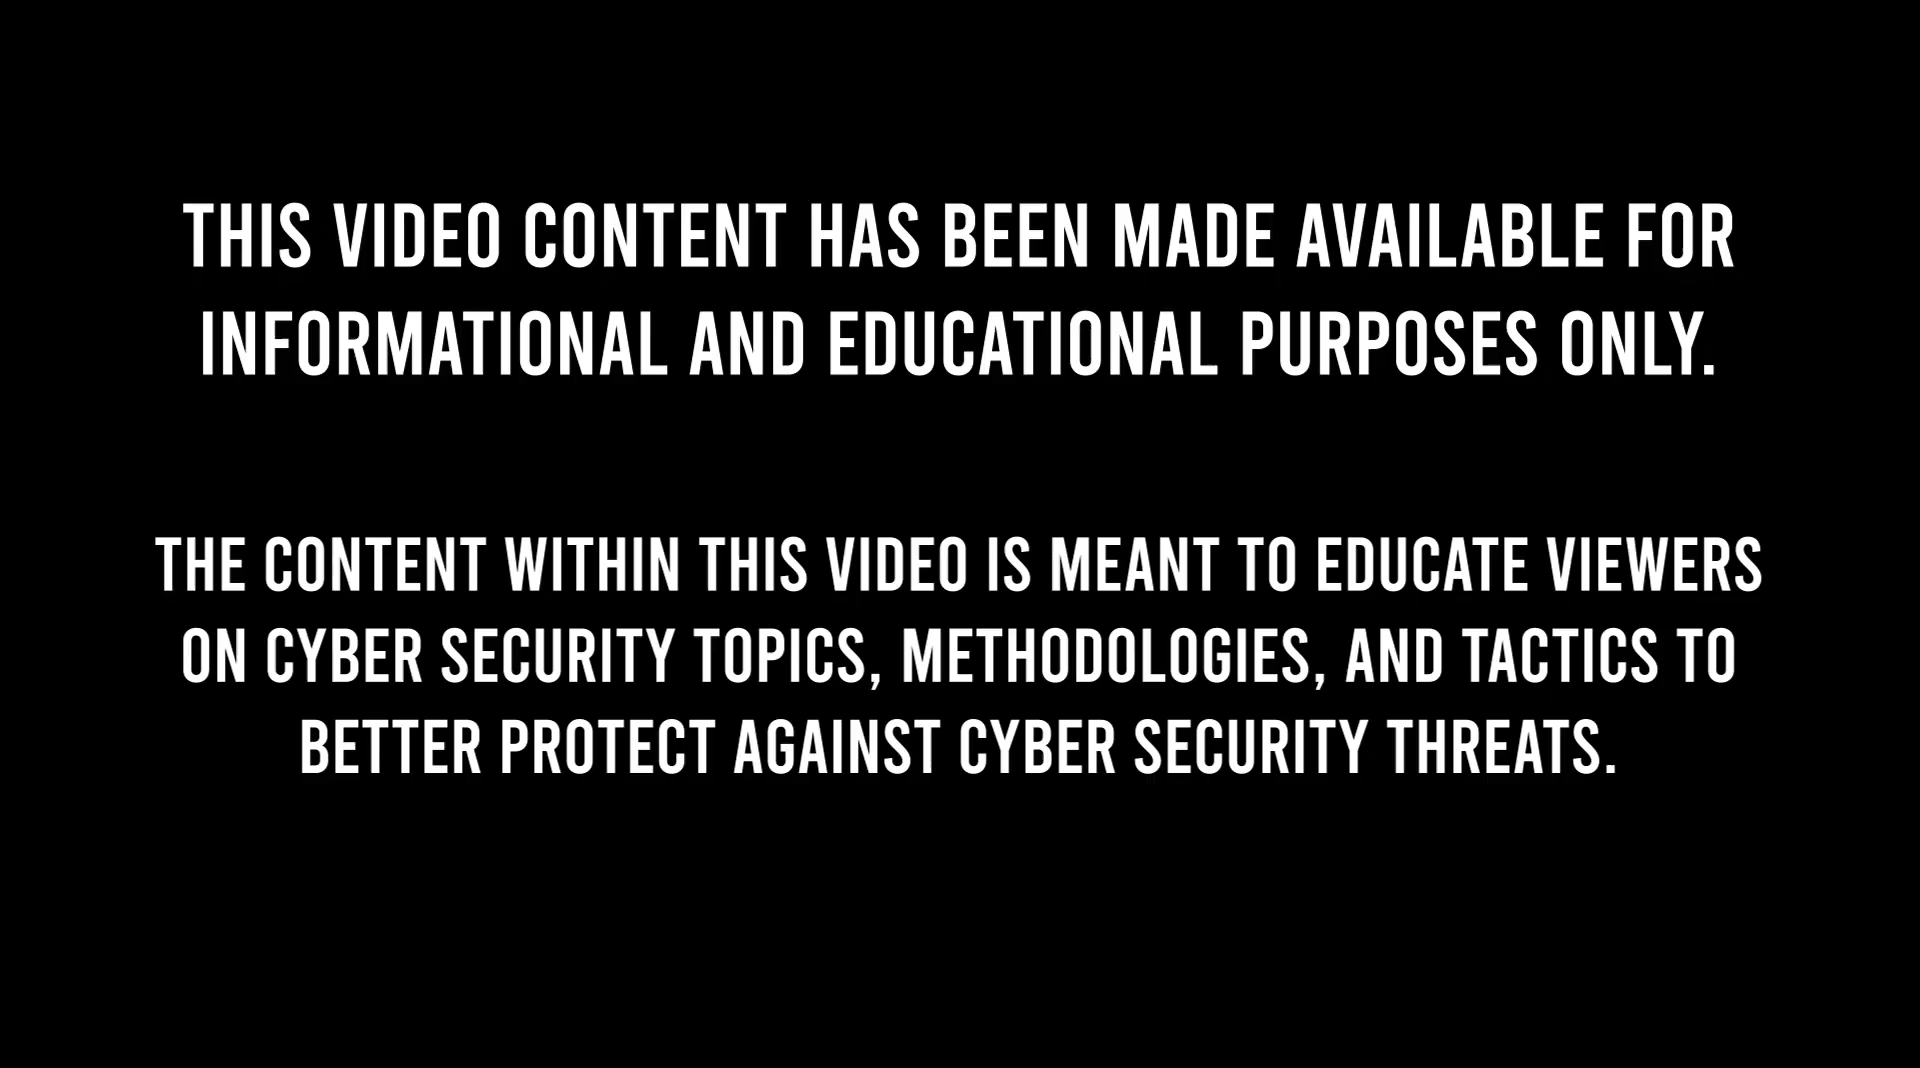 THIS VIDEO CONTENT HAS BEEN MADE AVAILABLE FOR
INFORMATIONAL AND EDUCATIONAL PURPOSES ONLY.
THE CONTENT WITHIN THIS VIDEO IS MEANT TO EDUCATE VIEWERS
ON CYBER SECURITY TOPICS, METHODOLOGIES, AND TACTICS TO
BETTER PROTECT AGAINST CYBER SECURITY THREATS.